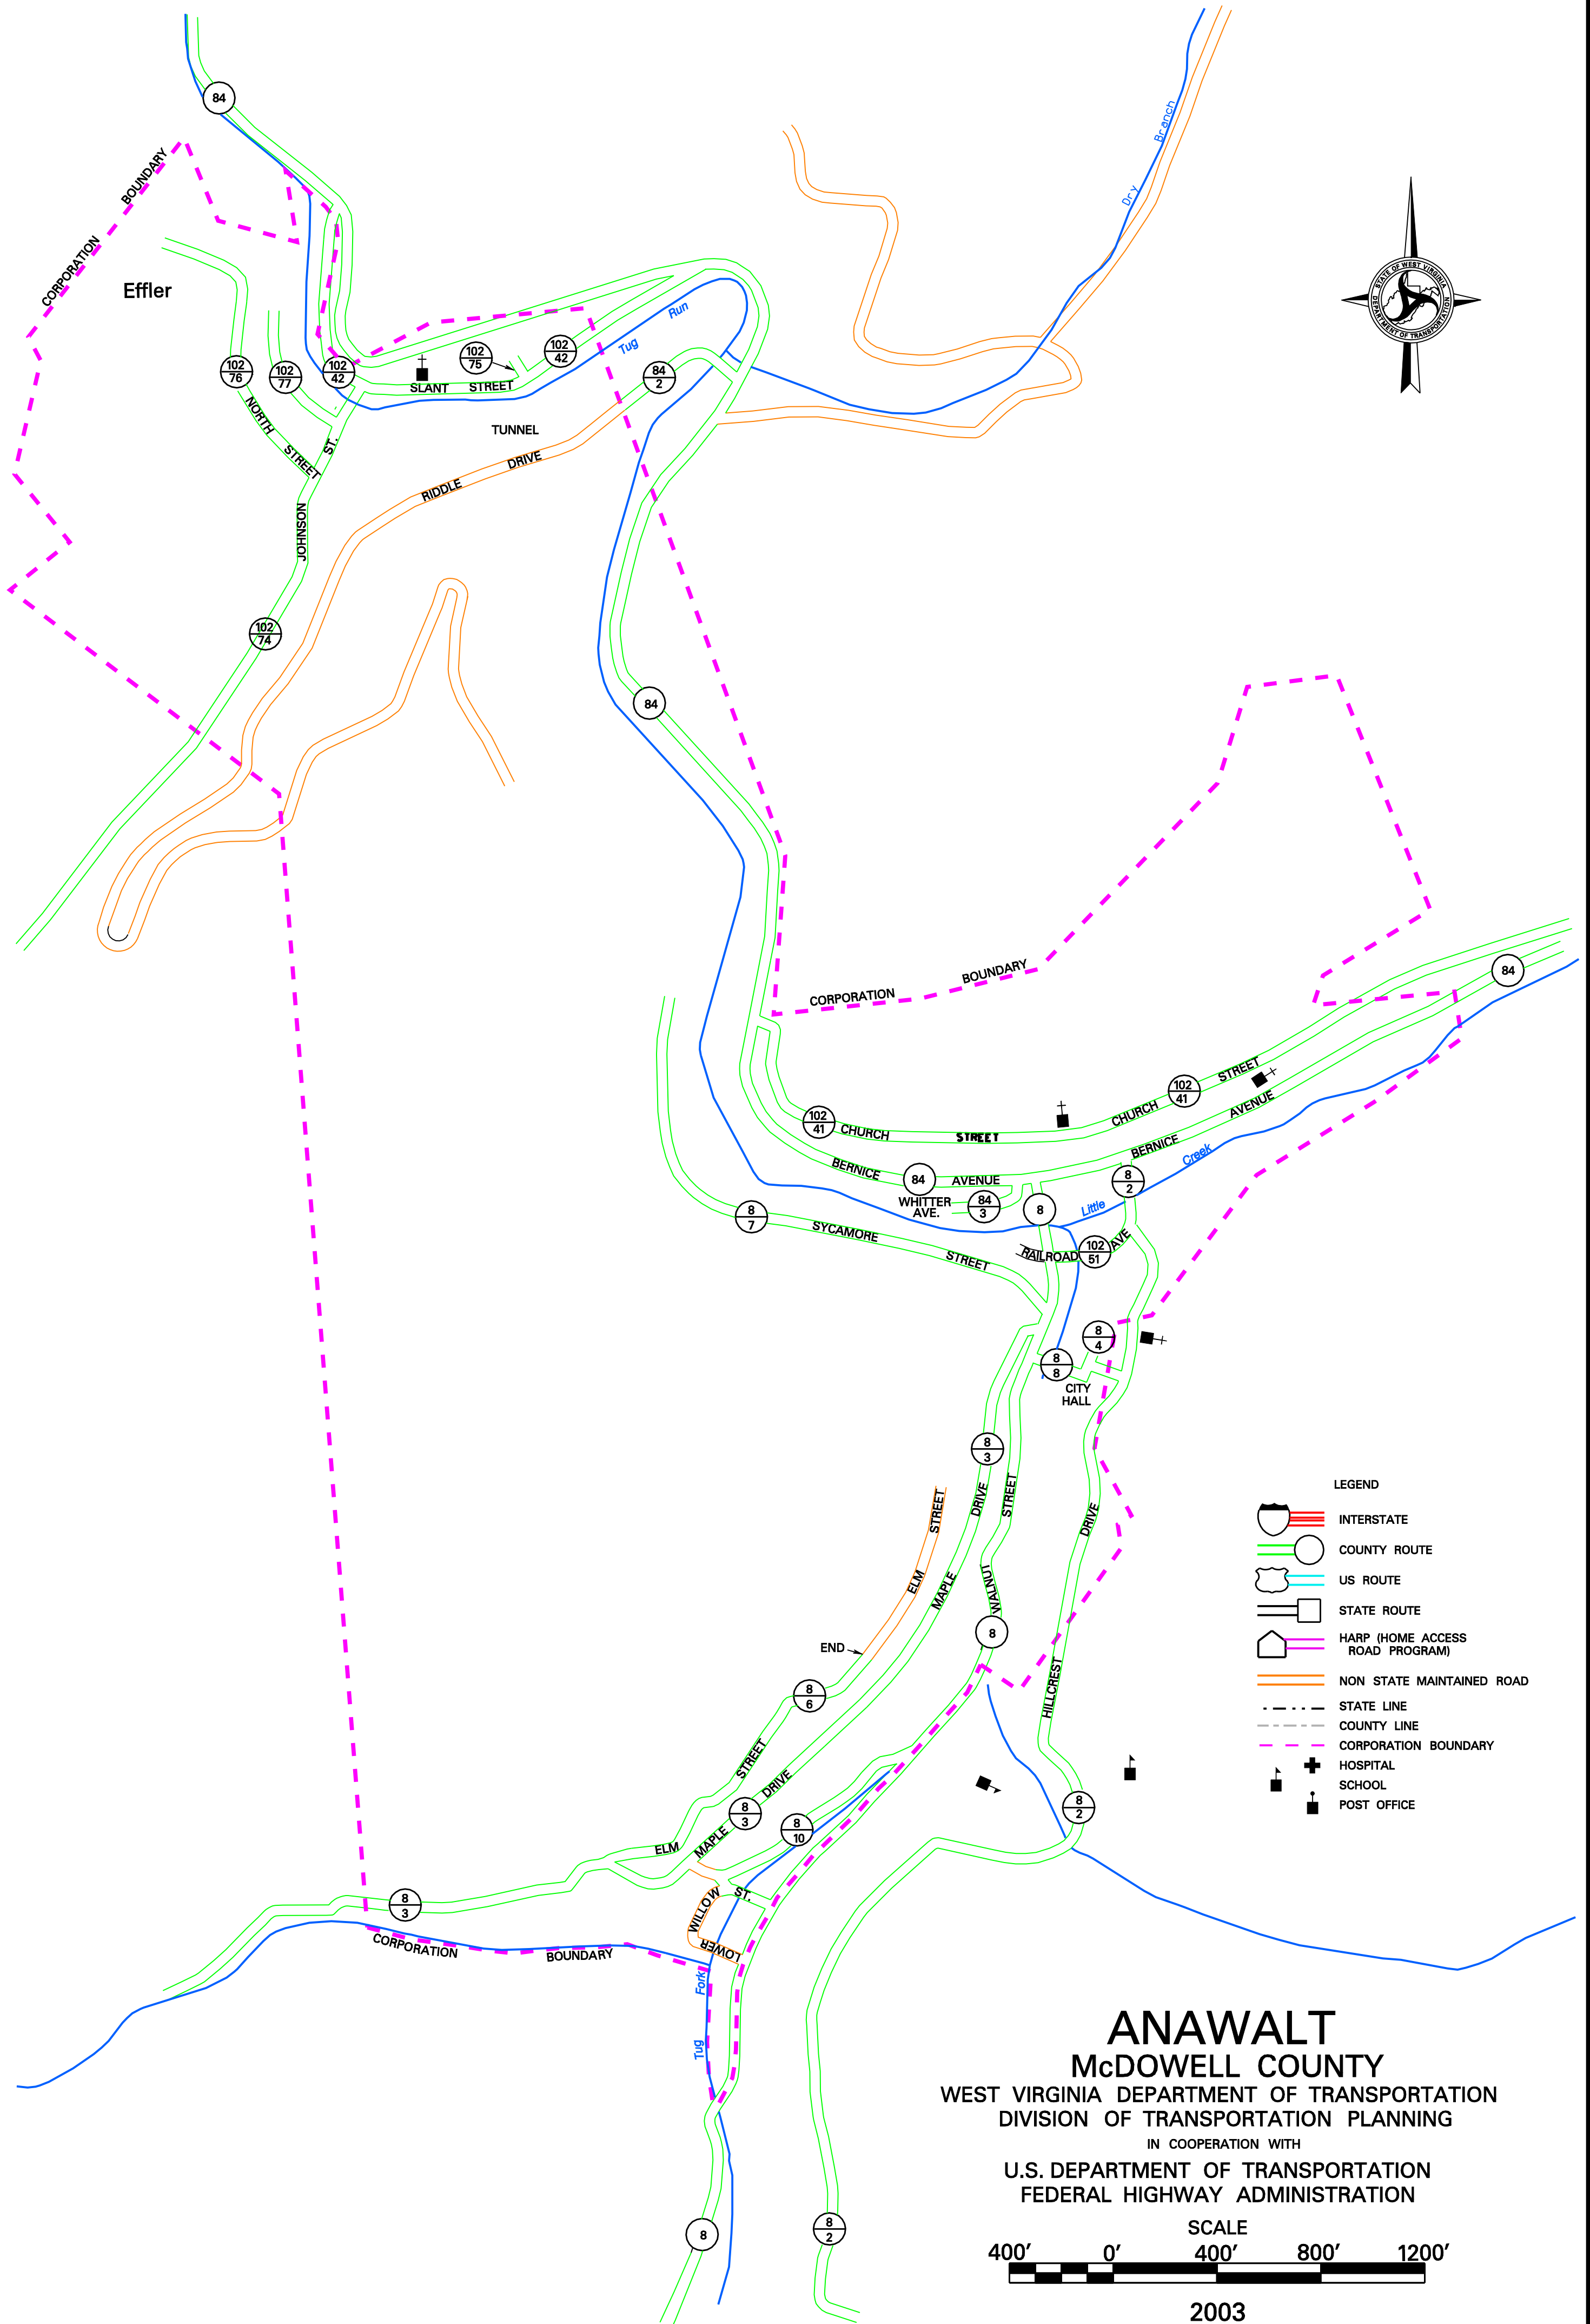 84
CORPORATION BOUNDARY
Effler
Dry Branch
STATE OF WEST VIRGINIA
DEPARTMENT OF TRANSPORTATION
102
76
102
77
102
42
102
75
102
42
SLANT STREET
Tug Run
84
2
NORTH STREET
JOHNSON ST.
TUNNEL
RIDDLE DRIVE
102
74
84
CORPORATION BOUNDARY
84
102
41
CHURCH STREET
CHURCH STREET
102
41
BERNICE AVENUE
84
BERNICE AVENUE
WHITTER
AVE.
84
3
8
8
2
Little Creek
8
7
SYCAMORE STREET
RAILROAD AVE
102
51
8
4
8
8
CITY
HALL
8
3
MAPLE DRIVE
WALNUT STREET
HILLCREST DRIVE
ELM STREET
END
8
8
6
ELM STREET
MAPLE DRIVE
8
3
8
10
8
2
LOWER WILLOW ST.
8
3
CORPORATION BOUNDARY
Tug Fork
8
8
2
LEGEND
INTERSTATE
COUNTY ROUTE
US ROUTE
STATE ROUTE
HARP (HOME ACCESS
ROAD PROGRAM)
NON STATE MAINTAINED ROAD
STATE LINE
COUNTY LINE
CORPORATION BOUNDARY
HOSPITAL
SCHOOL
POST OFFICE
ANAWALT
McDOWELL COUNTY
WEST VIRGINIA DEPARTMENT OF TRANSPORTATION
DIVISION OF TRANSPORTATION PLANNING
IN COOPERATION WITH
U.S. DEPARTMENT OF TRANSPORTATION
FEDERAL HIGHWAY ADMINISTRATION
SCALE
400' 0' 400' 800' 1200'
2003